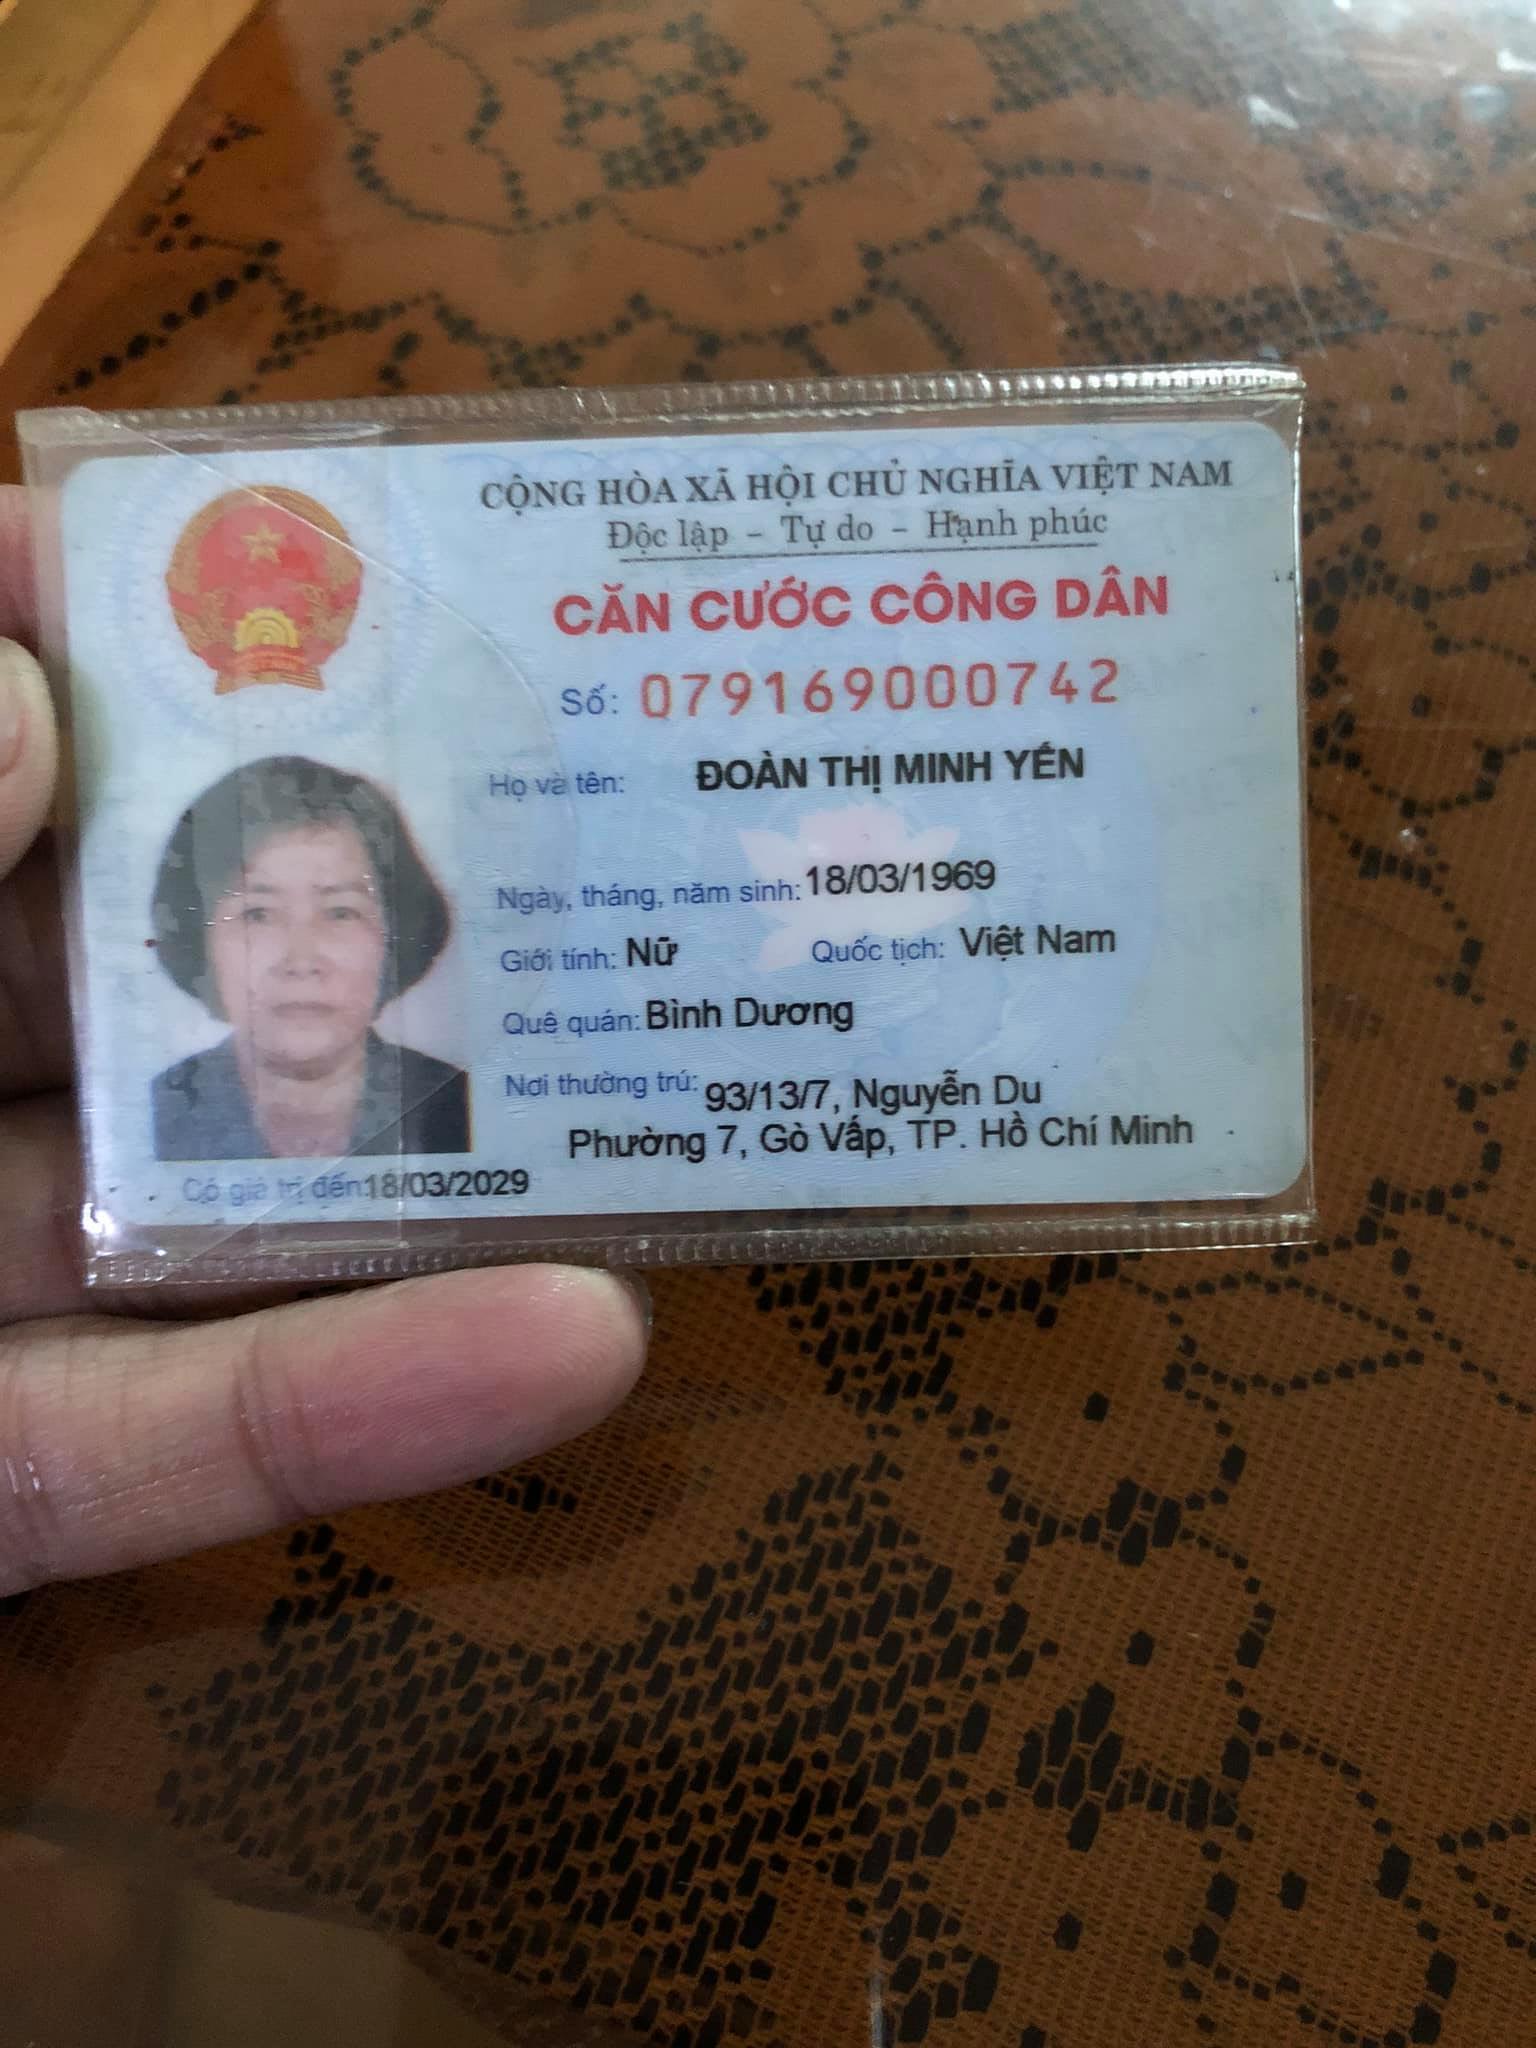 CỘNG HÒA XÃ HỘI CHỦ NGHĨA VIỆT NAM
Độc lập - Tự do - Hạnh phúc
CĂN CƯỚC CÔNG DÂN
Số: 079169000742
Họ và tên: ĐOÀN THỊ MINH YẾN
Ngày, tháng, năm sinh: 18/03/1969
Giới tính: Nữ Quốc tịch: Việt Nam
Quê quán: Bình Dương
Nơi thường trú: 93/13/7, Nguyễn Du
Phường 7, Gò Vấp, TP. Hồ Chí Minh
Có giá trị đến: 18/03/2029